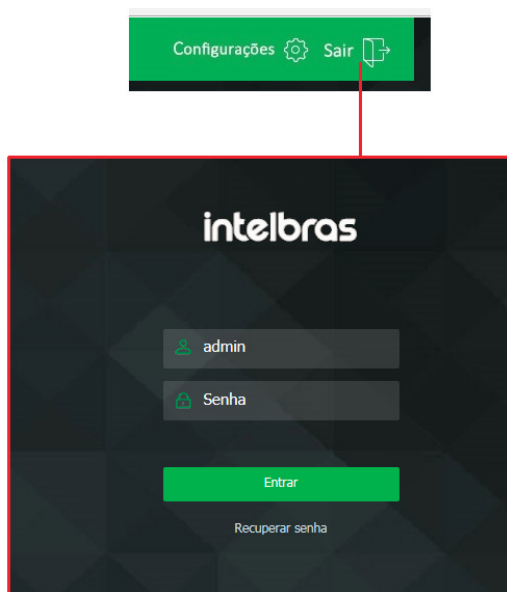 Configurações Sair
intelbras
admin
Senha
Entrar
Recuperar senha